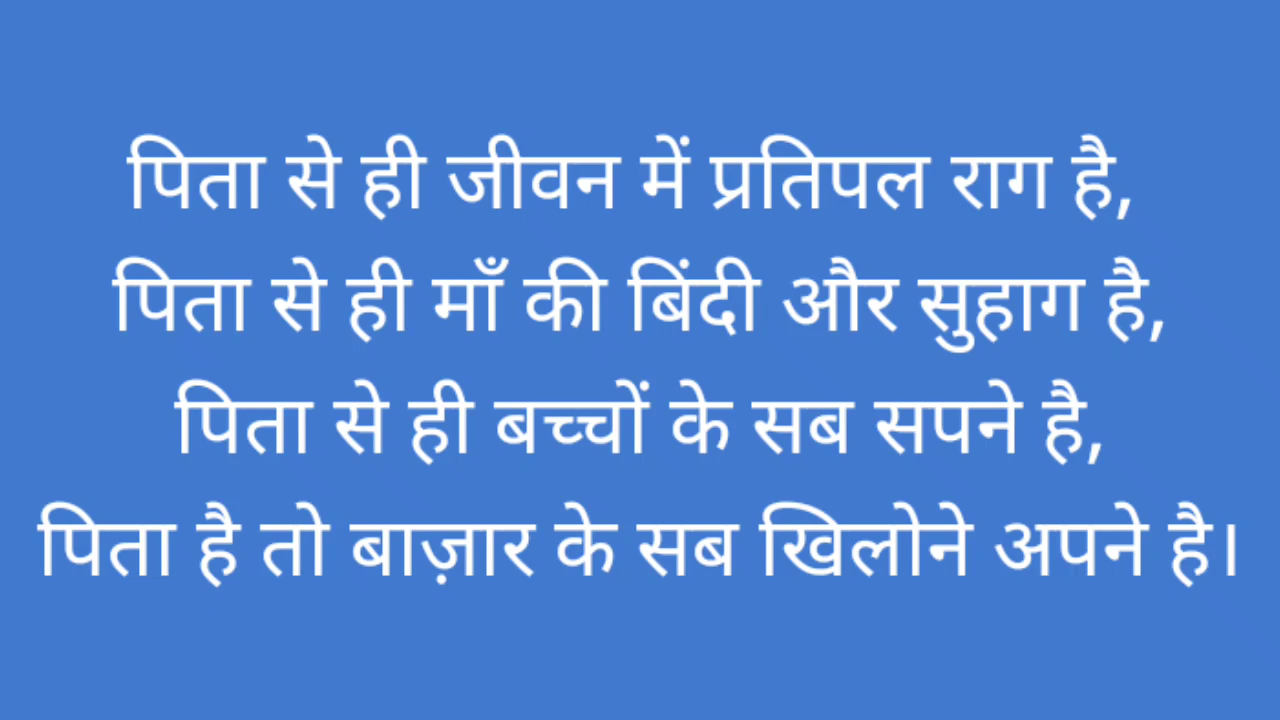 पिता से ही जीवन में प्रतिपल राग है,
पिता से ही माँ की बिंदी और सुहाग है,
पिता से ही बच्चों के सब सपने है,
पिता है तो बाज़ार के सब खिलोने अपने है।